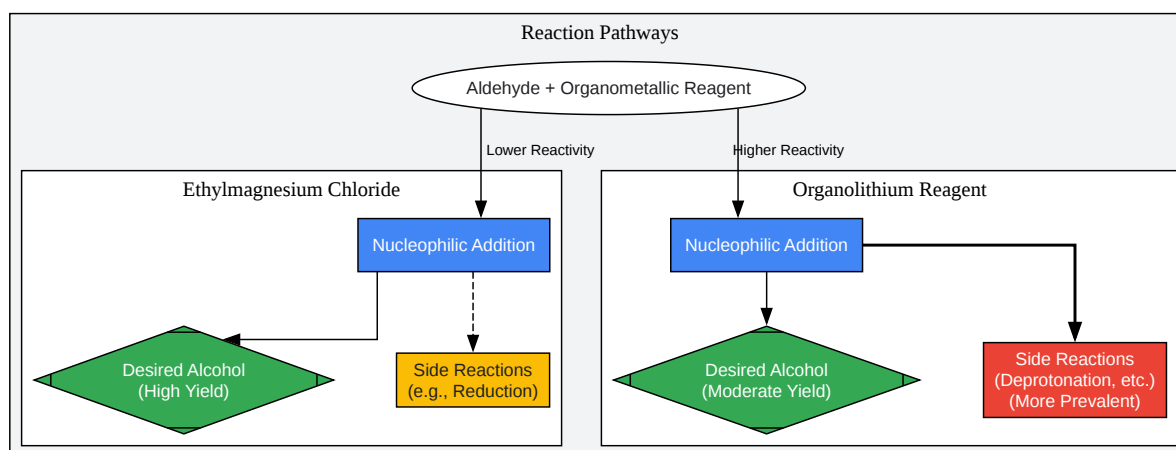 Reaction Pathways
Aldehyde + Organometallic Reagent
Lower Reactivity
Higher Reactivity
Ethylmagnesium Chloride
Nucleophilic Addition
Desired Alcohol
(High Yield)
Side Reactions
(e.g., Reduction)
Organolithium Reagent
Nucleophilic Addition
Desired Alcohol
(Moderate Yield)
Side Reactions
(Deprotonation, etc.)
(More Prevalent)